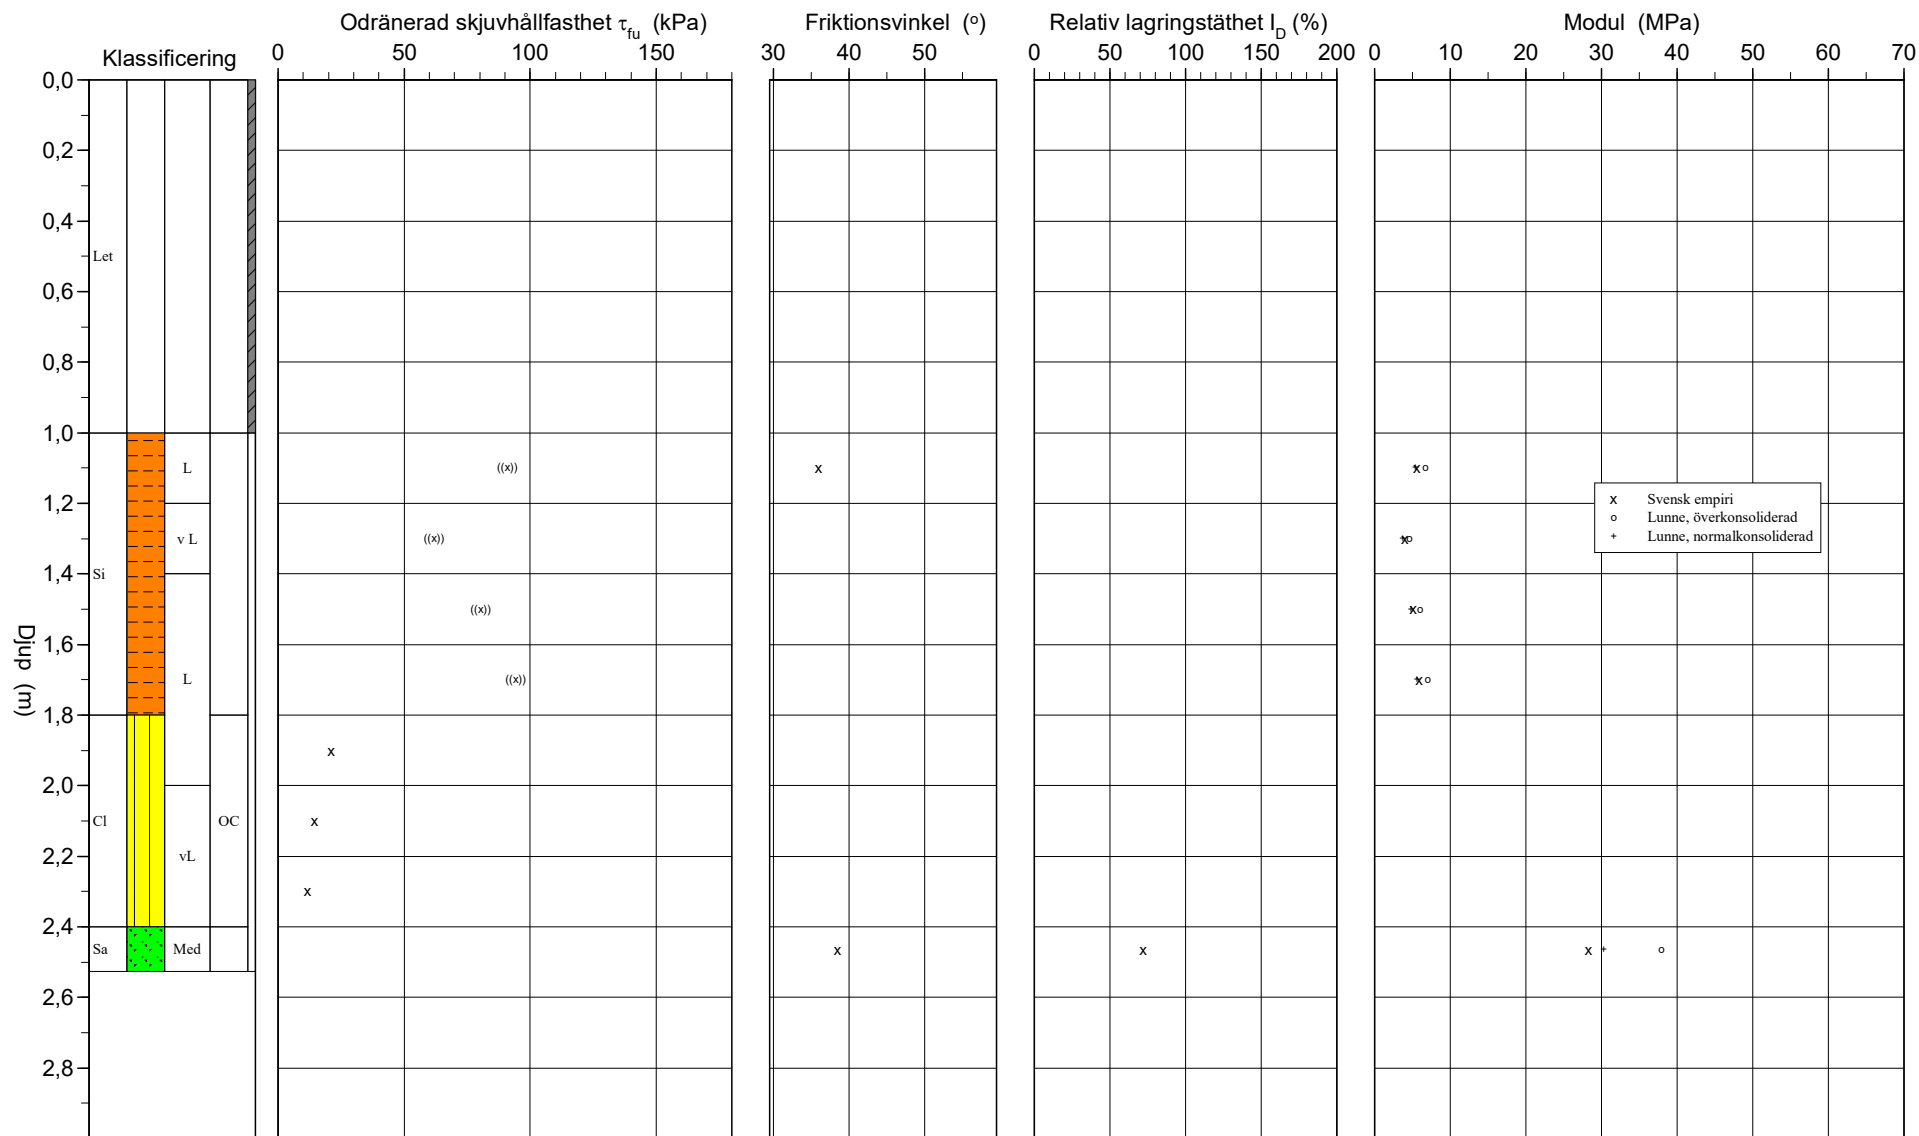 Odränerad skjuvhållfasthet τfu (kPa)
Friktionsvinkel (o)
Relativ lagringstäthet ID (%)
Modul (MPa)
Klassificering
0 50 100 150
30 40 50
0 50 100 150 200
0 10 20 30 40 50 60 70
Djup (m)
0,0
0,2
0,4
0,6
0,8
1,0
1,2
1,4
1,6
1,8
2,0
2,2
2,4
2,6
2,8
Let
Si
Cl
Sa
L
v L
L
vL
Med
OC
((x))
((x))
((x))
((x))
x
x
x
x
x
x
x o
x o
x o
x o
x + o
x Svensk empiri
o Lunne, överkonsoliderad
+ Lunne, normalkonsoliderad